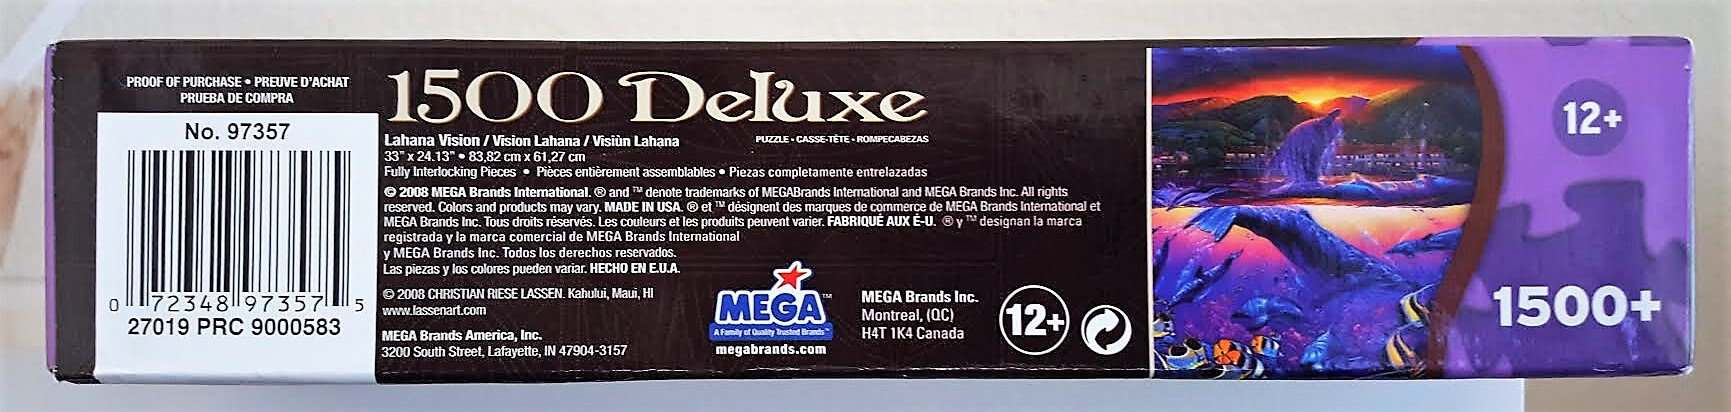 PROOF OF PURCHASE • PREUVE D'ACHAT
PRUEBA DE COMPRA
No. 97357
0 72348 97357 5
27019 PRC 9000583
1500 Deluxe
Lahana Vision / Vision Lahana / Visiùn Lahana
PUZZLE • CASSE-TÊTE • ROMPECABEZAS
33" x 24.13" • 83,82 cm x 61,27 cm
Fully Interlocking Pieces • Pièces entièrement assemblables • Piezas completamente entrelazadas
© 2008 MEGA Brands International. ® and ™ denote trademarks of MEGABrands International and MEGA Brands Inc. All rights
reserved. Colors and products may vary. MADE IN USA. ® et ™ désignent des marques de commerce de MEGA Brands International et
MEGA Brands Inc. Tous droits réservés. Les couleurs et les produits peuvent varier. FABRIQUÉ AUX É-U. ® y ™ designan la marca
registrada y la marca comercial de MEGA Brands International
y MEGA Brands Inc. Todos los derechos reservados.
Las piezas y los colores pueden variar. HECHO EN E.U.A.
© 2008 CHRISTIAN RIESE LASSEN. Kahului, Maui, HI
www.lassenart.com
MEGA Brands America, Inc.
3200 South Street, Lafayette, IN 47904-3157
MEGA™
A Family of Quality Trusted Brands™
megabrands.com
MEGA Brands Inc.
Montreal, (QC)
H4T 1K4 Canada
12+
12+
1500+